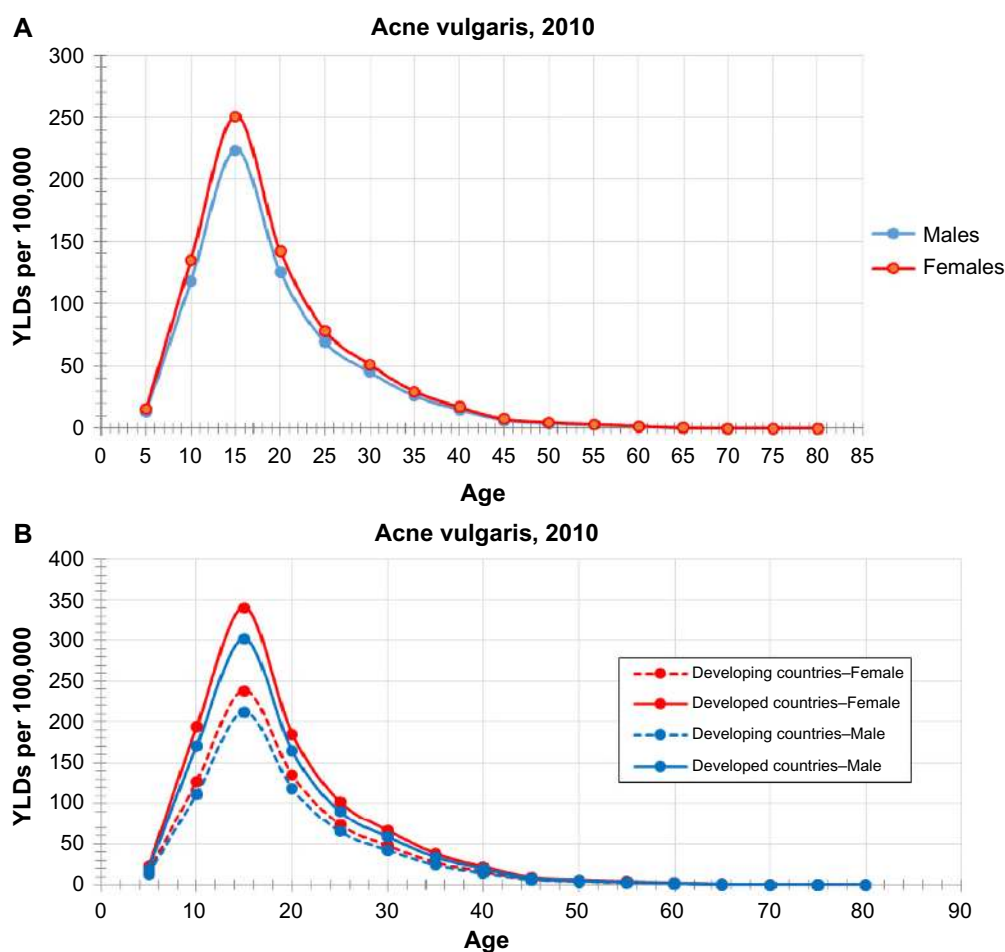 A
Acne vulgaris, 2010
YLDs per 100,000
300
250
200
150
100
50
0
0 5 10 15 20 25 30 35 40 45 50 55 60 65 70 75 80 85
Age
Males
Females
B
Acne vulgaris, 2010
YLDs per 100,000
400
350
300
250
200
150
100
50
0
0 10 20 30 40 50 60 70 80 90
Age
Developing countries–Female
Developed countries–Female
Developing countries–Male
Developed countries–Male